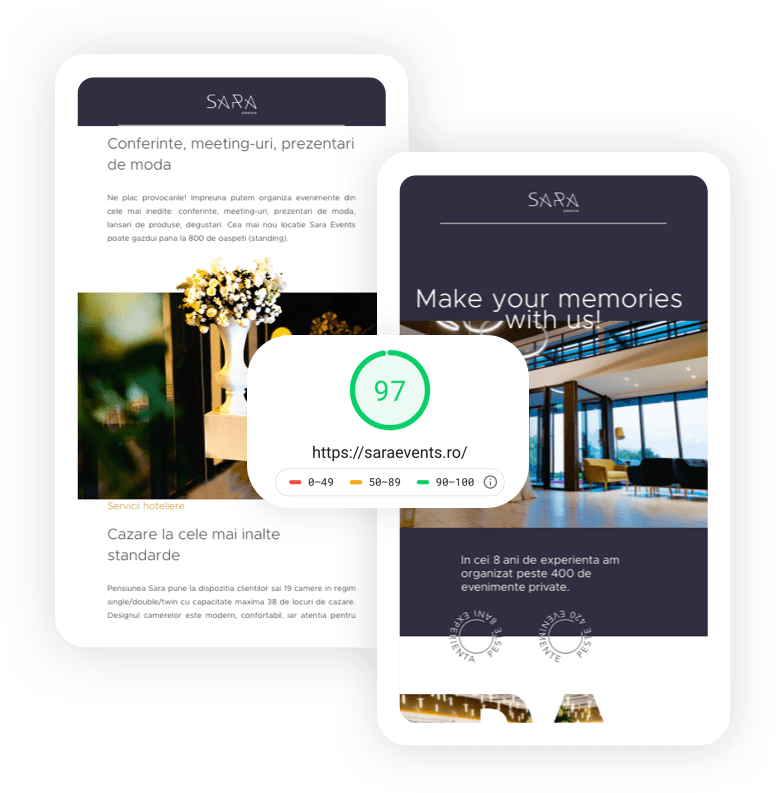 SARA
events
Conferinte, meeting-uri, prezentari
de moda
Ne plac provocarile! Impreuna putem organiza evenimente din
cele mai inedite: conferinte, meeting-uri, prezentari de moda,
lansari de produse, degustari. Cea mai nou locatie Sara Events
poate gazdui pana la 800 de oaspeti (standing).
Servicii hoteliere
Cazare la cele mai inalte
standarde
Pensiunea Sara pune la dispozitia clientilor sai 19 camere in regim
single/double/twin cu capacitate maxima 38 de locuri de cazare.
Designul camerelor este modern, confortabil, iar atentia pentru
97
https://saraevents.ro/
0–49 50–89 90–100
SARA
events
Make your memories
with us!
In cei 8 ani de experienta am
organizat peste 400 de
evenimente private.
PESTE 8ANI EXPERIENTA
PESTE 420 EVENIMENTE
RA